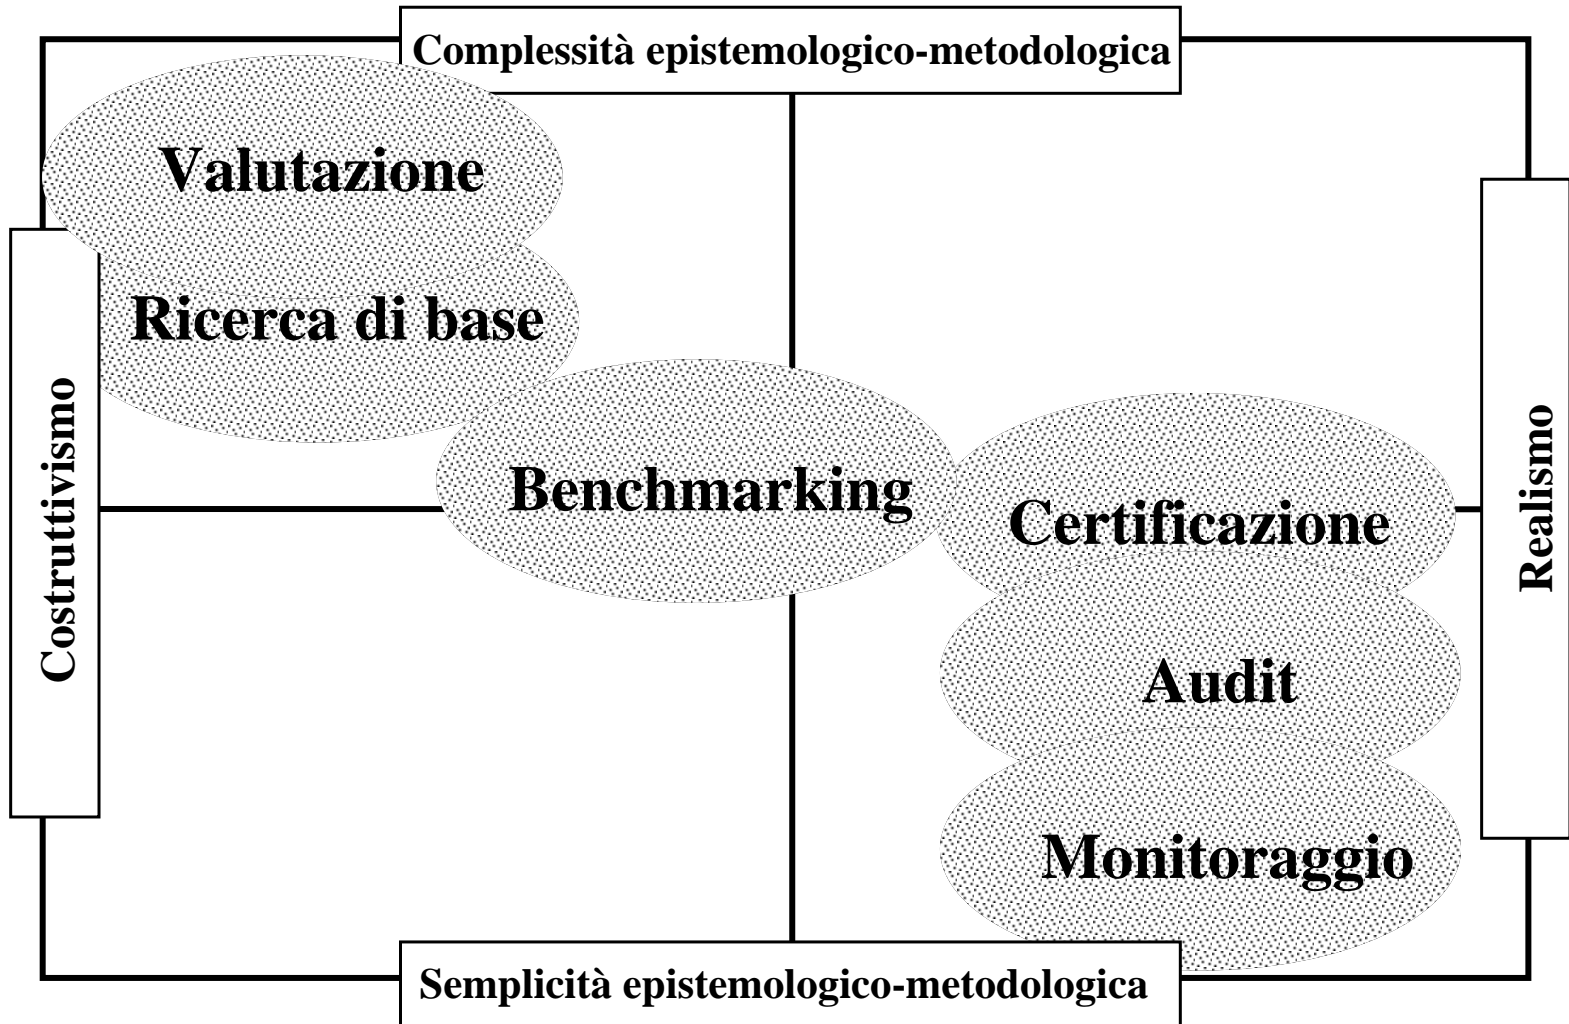 Complessità epistemologico-metodologica
Valutazione
Ricerca di base
Costruttivismo
Benchmarking
Certificazione
Realismo
Audit
Monitoraggio
Semplicità epistemologico-metodologica